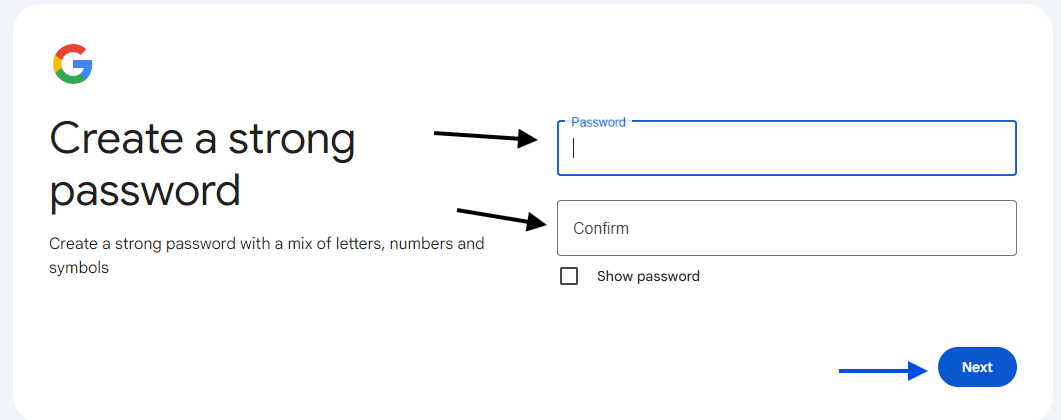 Create a strong
password
Create a strong password with a mix of letters, numbers and
symbols
Password
Confirm
Show password
Next